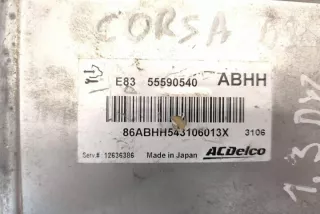 CORSA
E83 55590540 ABHH
86ABHH543106013X 3106
Serv.# 12636386 Made in Japan ACDelco
1.3